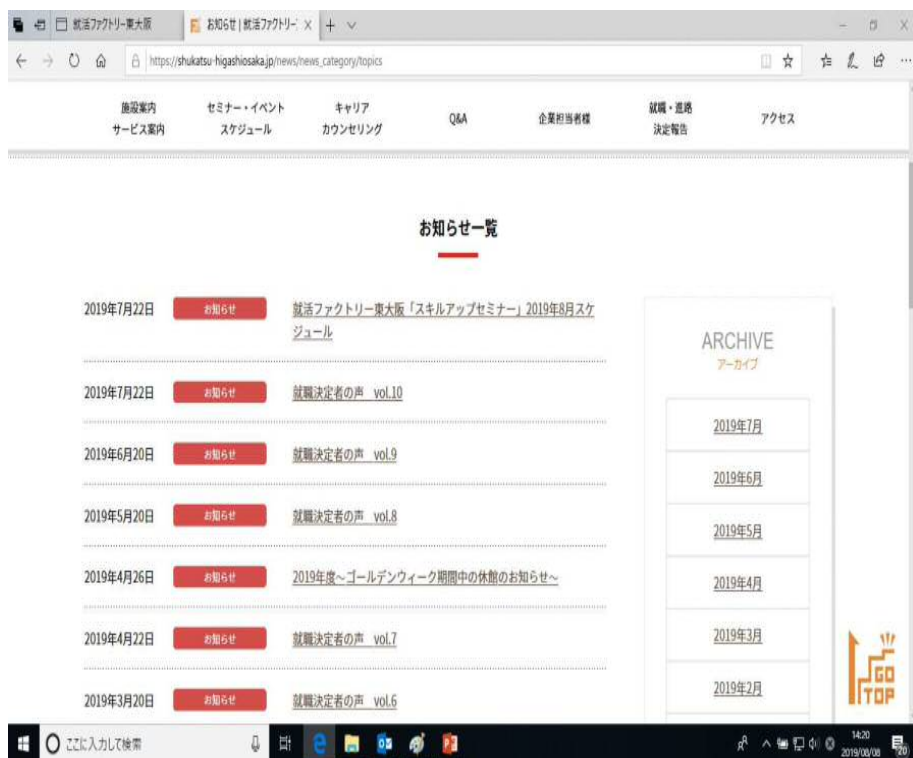 就活ファクトリー東大阪
お知らせ | 就活ファクトリー
https://shukatsu-higashiosaka.jp/news/news_category/topics
施設案内
サービス案内
セミナー・イベント
スケジュール
キャリア
カウンセリング
Q&A
企業担当者様
就職・進路
決定報告
アクセス
お知らせ一覧
2019年7月22日 お知らせ 就活ファクトリー東大阪「スキルアップセミナー」2019年8月スケ
ジュール
2019年7月22日 お知らせ 就職決定者の声 vol.10
2019年6月20日 お知らせ 就職決定者の声 vol.9
2019年5月20日 お知らせ 就職決定者の声 vol.8
2019年4月26日 お知らせ 2019年度～ゴールデンウィーク期間中の休館のお知らせ～
2019年4月22日 お知らせ 就職決定者の声 vol.7
2019年3月20日 お知らせ 就職決定者の声 vol.6
ARCHIVE
アーカイブ
2019年7月
2019年6月
2019年5月
2019年4月
2019年3月
2019年2月
GO
TOP
ここに入力して検索
14:20
2019/08/08
20